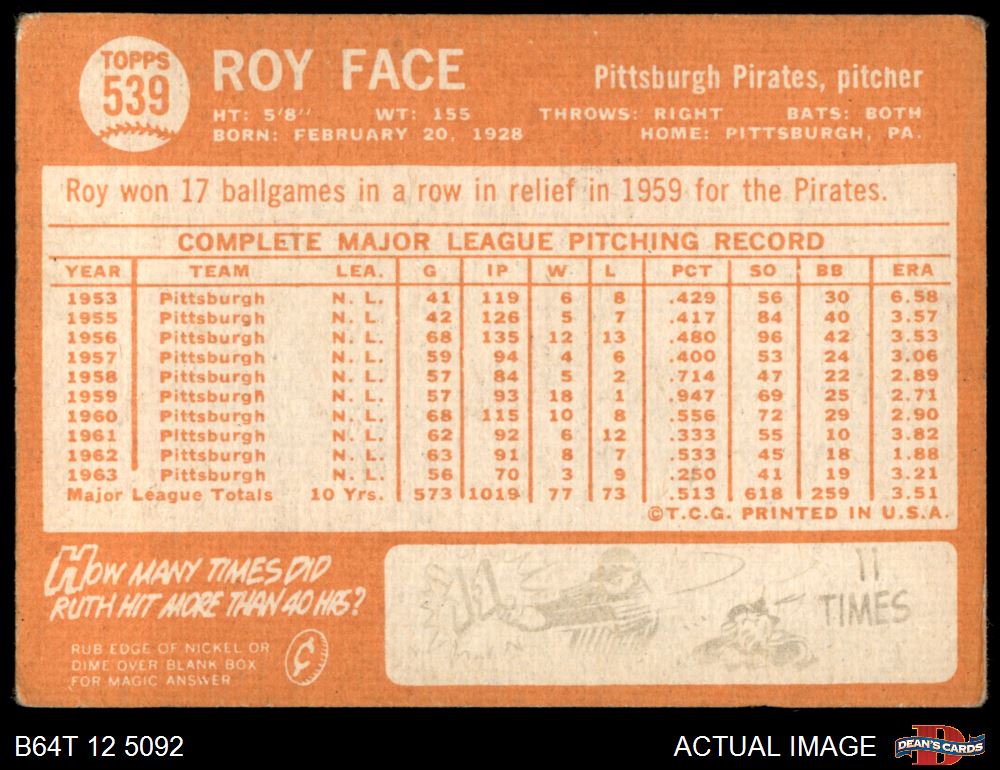 TOPPS
539
ROY FACE
Pittsburgh Pirates, pitcher
HT: 5'8" WT: 155 THROWS: RIGHT BATS: BOTH
BORN: FEBRUARY 20, 1928 HOME: PITTSBURGH, PA.
Roy won 17 ballgames in a row in relief in 1959 for the Pirates.
COMPLETE MAJOR LEAGUE PITCHING RECORD
YEAR TEAM LEA. G IP W L PCT SO BB ERA
1953 Pittsburgh N. L. 41 119 6 8 .429 56 30 6.58
1955 Pittsburgh N. L. 42 126 5 7 .417 84 40 3.57
1956 Pittsburgh N. L. 68 135 12 13 .480 96 42 3.53
1957 Pittsburgh N. L. 59 94 4 6 .400 53 24 3.06
1958 Pittsburgh N. L. 57 84 5 2 .714 47 22 2.89
1959 Pittsburgh N. L. 57 93 18 1 .947 69 25 2.71
1960 Pittsburgh N. L. 68 115 10 8 .556 72 29 2.90
1961 Pittsburgh N. L. 62 92 6 12 .333 55 10 3.82
1962 Pittsburgh N. L. 63 91 8 7 .533 45 18 1.88
1963 Pittsburgh N. L. 56 70 3 9 .250 41 19 3.21
Major League Totals 10 Yrs. 573 1019 77 73 .513 618 259 3.51
©T.C.G. PRINTED IN U.S.A.
HOW MANY TIMES DID
RUTH HIT MORE THAN 40 HRS?
RUB EDGE OF NICKEL OR
DIME OVER BLANK BOX
FOR MAGIC ANSWER
¢
11
TIMES
B64T 12 5092
ACTUAL IMAGE
D
DEAN'S CARDS